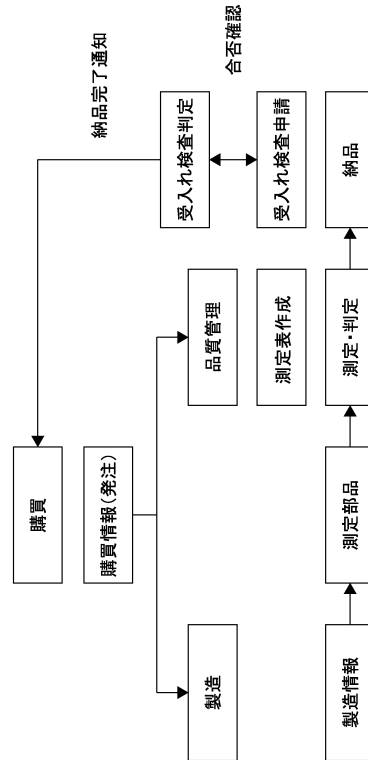 購買
納品完了通知
購買情報(発注)
製造
品質管理
受入れ検査判定
合否確認
測定表作成
受入れ検査申請
製造情報
測定部品
測定・判定
納品